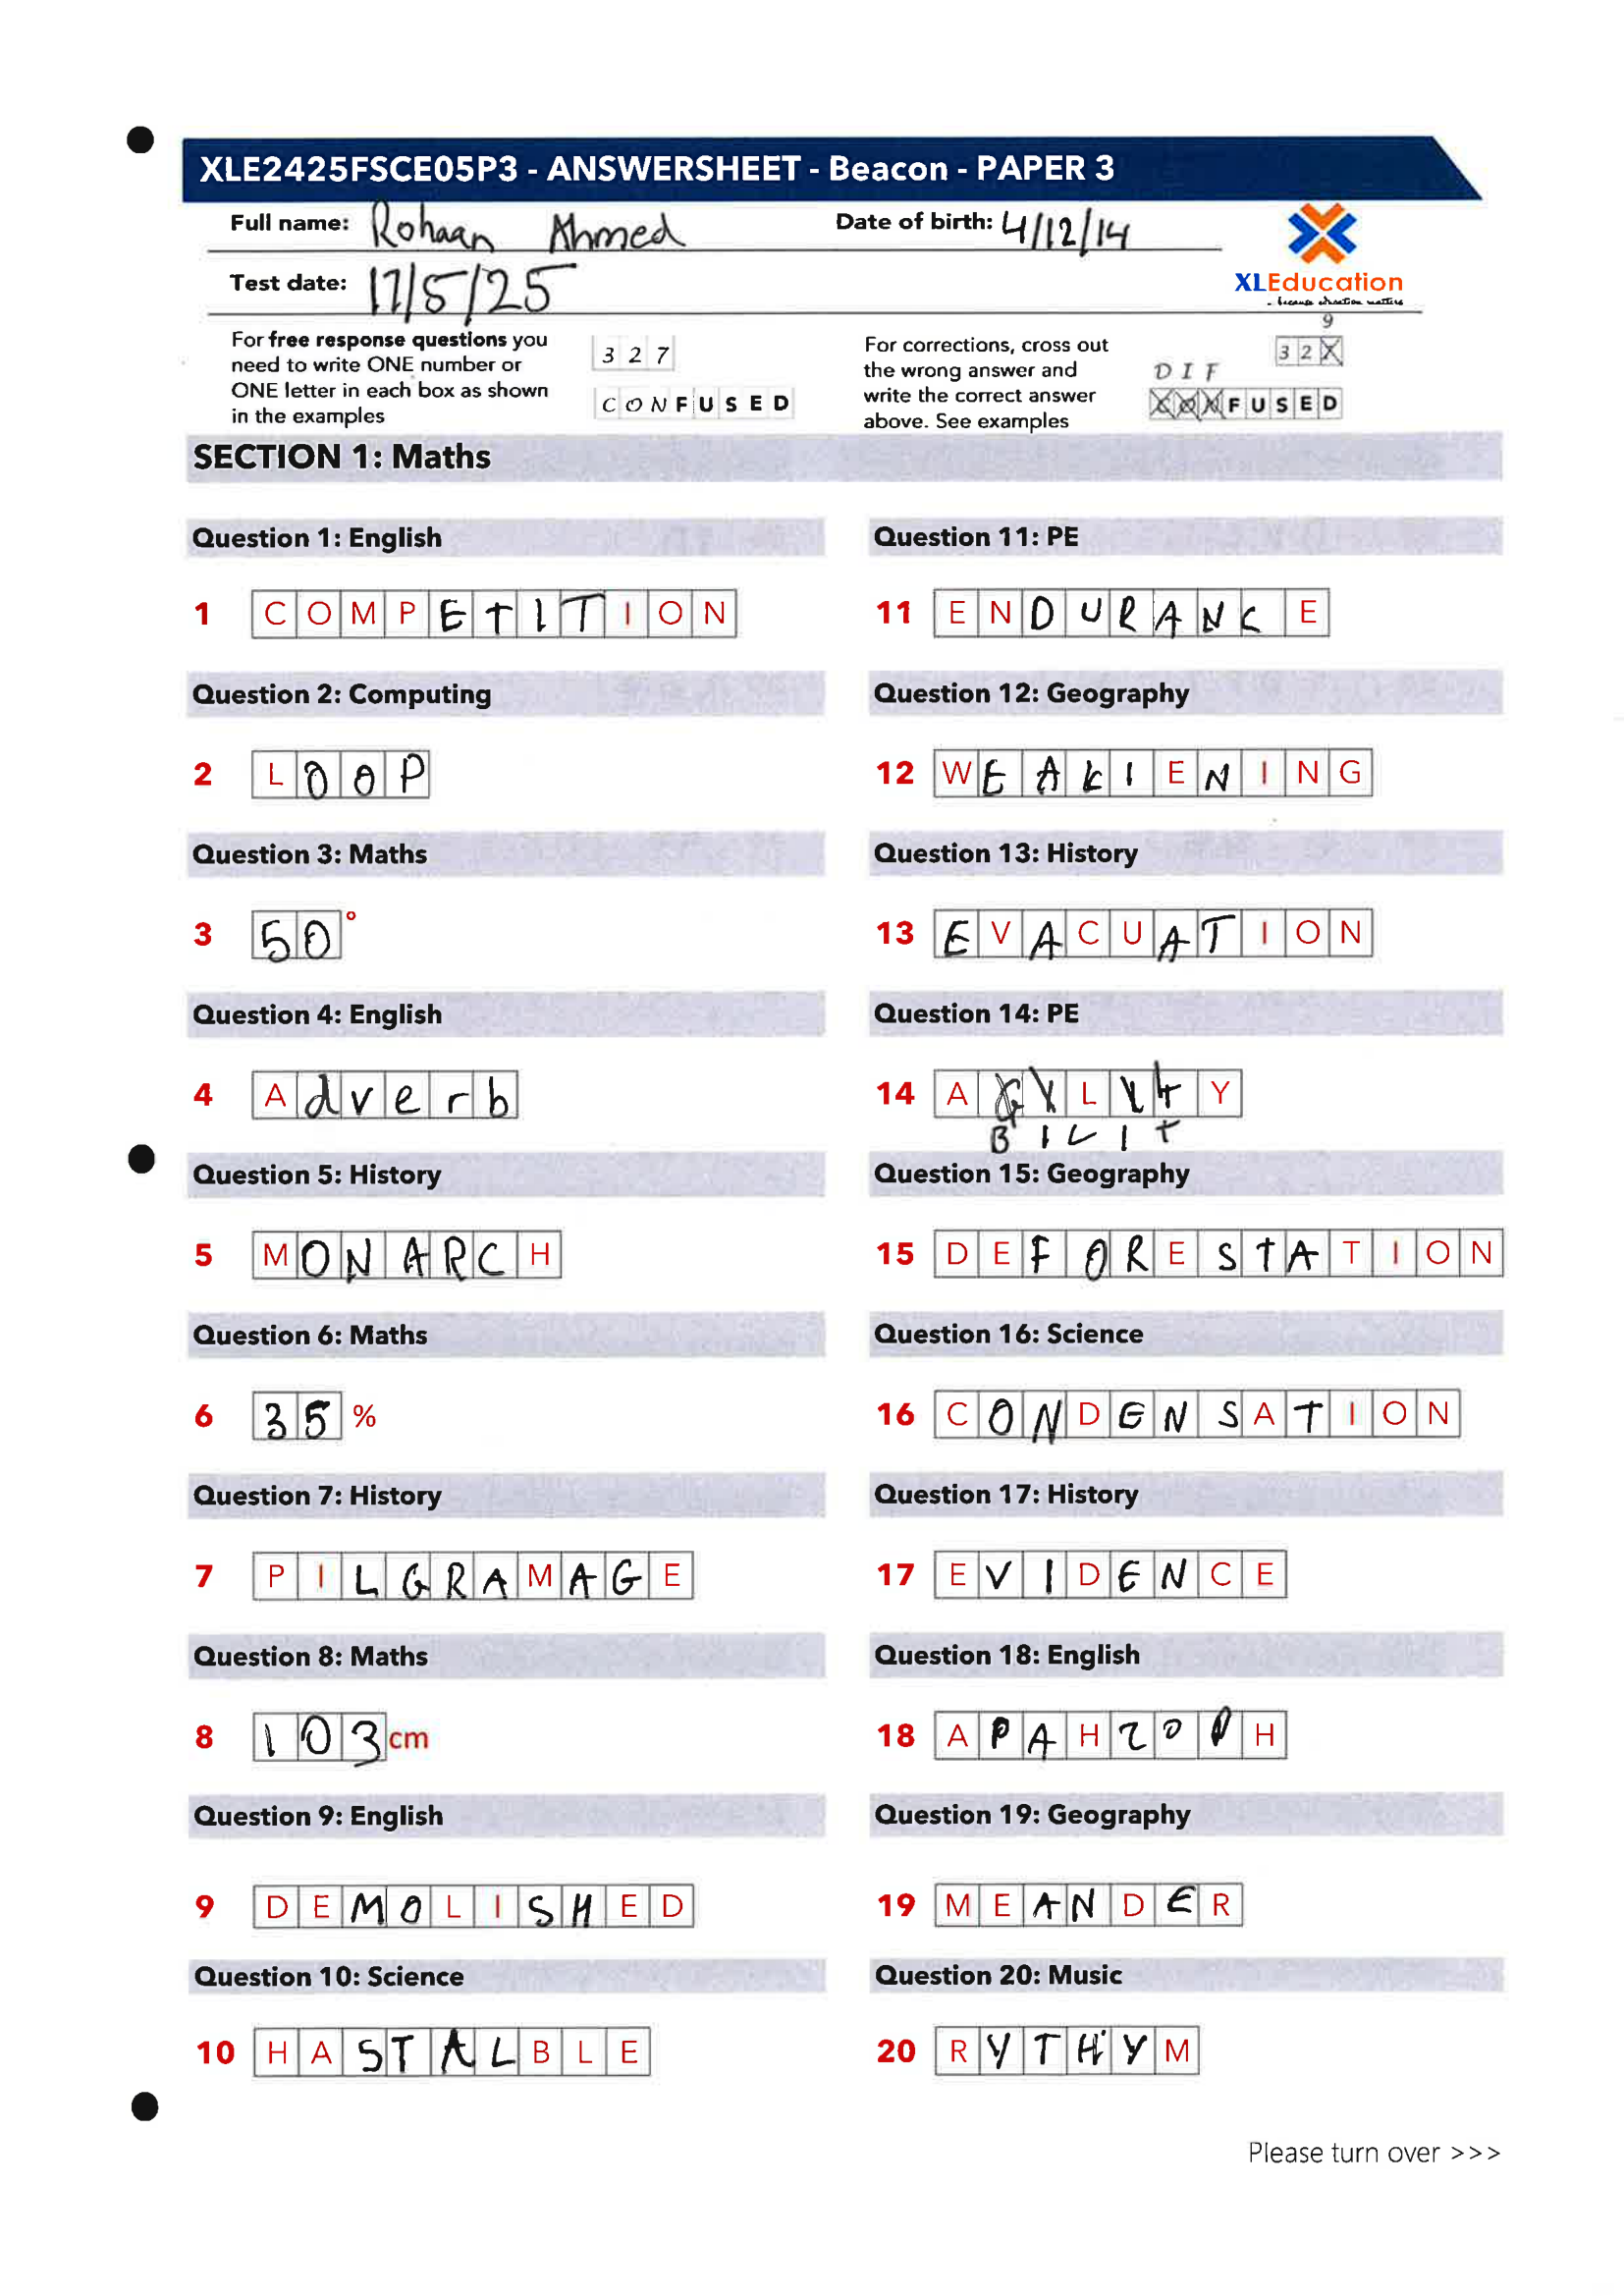 XLE2425FSCE05P3 - ANSWERSHEET - Beacon - PAPER 3
Full name: Rohaan Ahmed
Date of birth: 4/12/14
Test date: 17/5/25
XLEducation
- because education matters
For free response questions you
need to write ONE number or
ONE letter in each box as shown
in the examples
3 2 7
C O N F U S E D
For corrections, cross out
the wrong answer and
write the correct answer
above. See examples
9
3 2 X
D I F
F U S E D
SECTION 1: Maths
Question 1: English
1 C O M P E T I T I O N
Question 2: Computing
2 L O O P
Question 3: Maths
3 50°
Question 4: English
4 A d v e r b
Question 5: History
5 M O N A R C H
Question 6: Maths
6 35 %
Question 7: History
7 P I L G R A M A G E
Question 8: Maths
8 103 cm
Question 9: English
9 D E M O L I S H E D
Question 10: Science
10 H A S T A L B L E
Question 11: PE
11 E N D U R A N C E
Question 12: Geography
12 W E A K I E N I N G
Question 13: History
13 E V A C U A T I O N
Question 14: PE
14 A L Y
B I L I T
Question 15: Geography
15 D E F O R E S T A T I O N
Question 16: Science
16 C O N D E N S A T I O N
Question 17: History
17 E V I D E N C E
Question 18: English
18 A P A H Z O P H
Question 19: Geography
19 M E A N D E R
Question 20: Music
20 R Y T H Y M
Please turn over >>>